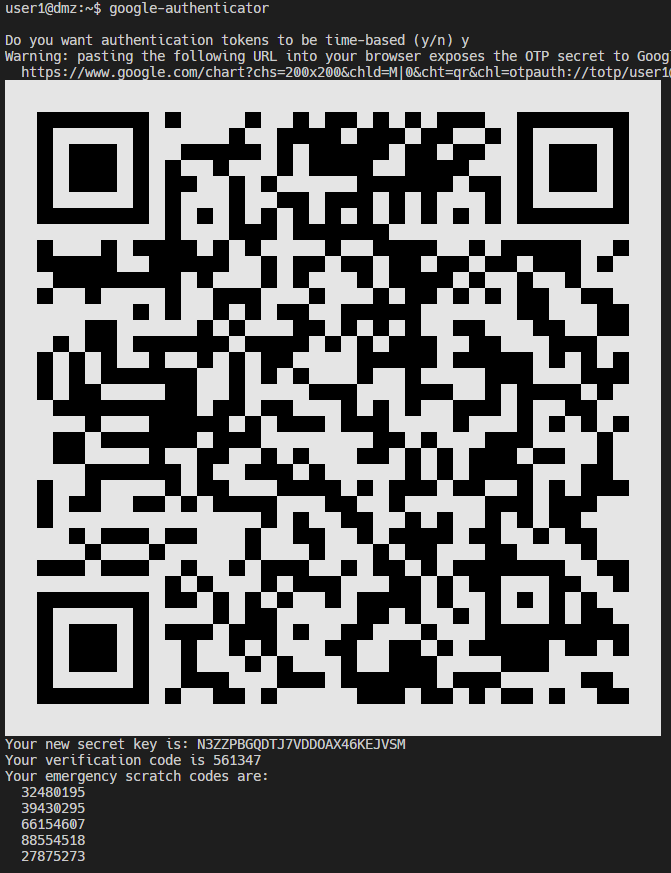 user1@dmz:~$ google-authenticator
Do you want authentication tokens to be time-based (y/n) y
Warning: pasting the following URL into your browser exposes the OTP secret to Goog
https://www.google.com/chart?chs=200x200&chld=M|0&cht=qr&chl=otpauth://totp/user1@
Your new secret key is: N3ZZPBGQDTJ7VDDOAX46KEJVSM
Your verification code is 561347
Your emergency scratch codes are:
32480195
39430295
66154607
88554518
27875273